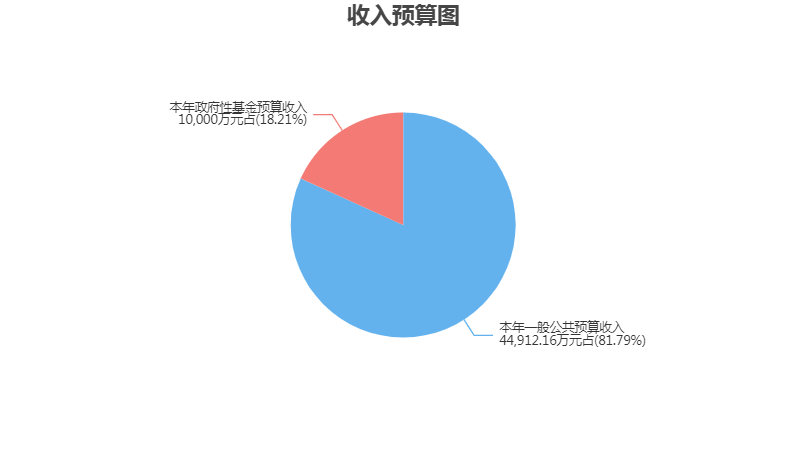 收入预算图
本年政府性基金预算收入
10,000万元占(18.21%)
本年一般公共预算收入
44,912.16万元占(81.79%)